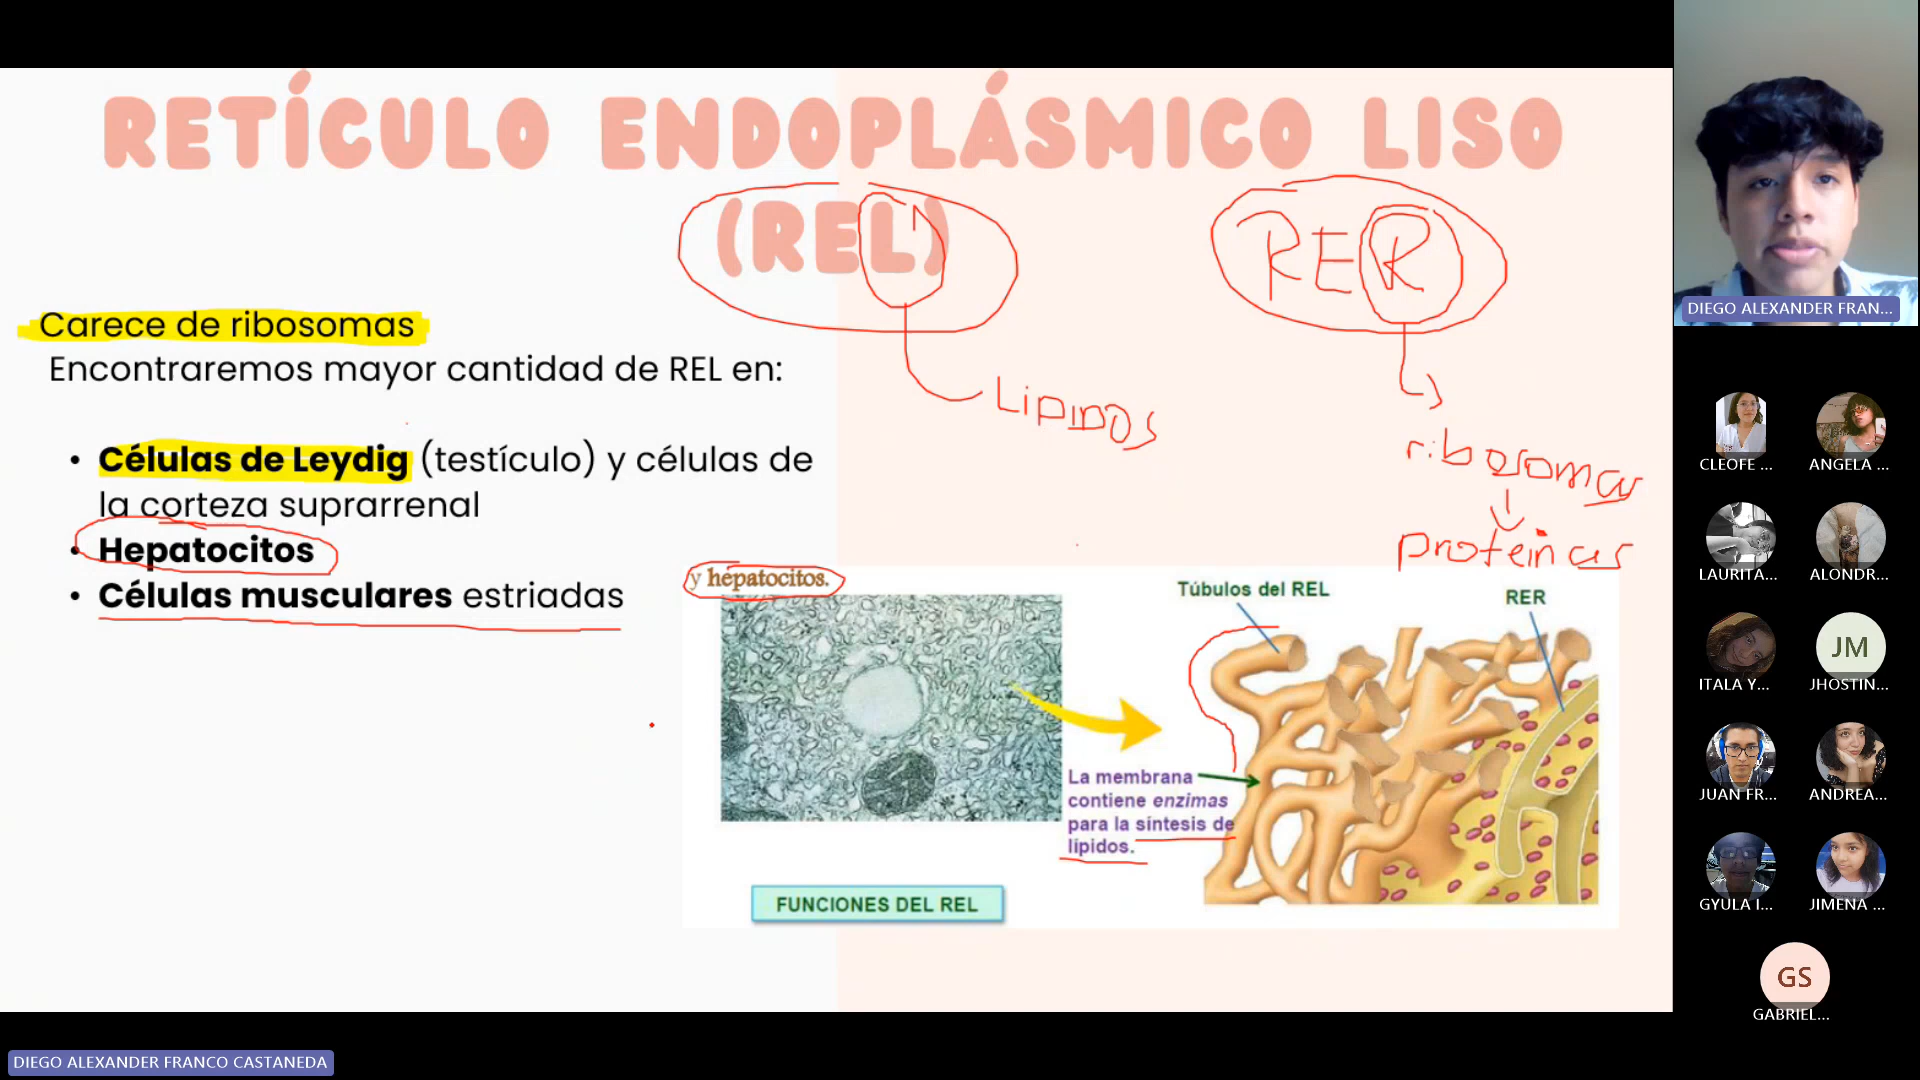 RETÍCULO ENDOPLÁSMICO LISO
(REL)
RER
Carece de ribosomas
Encontraremos mayor cantidad de REL en:
• Células de Leydig (testículo) y células de
la corteza suprarrenal
• Hepatocitos
• Células musculares estriadas
LIPIDOS
ribosomas
proteinas
y hepatocitos.
Túbulos del REL
RER
La membrana
contiene enzimas
para la síntesis de
lípidos.
FUNCIONES DEL REL
DIEGO ALEXANDER FRAN...
CLEOFE ...
ANGELA ...
LAURITA...
ALONDR...
ITALA Y...
JM
JHOSTIN...
JUAN FR...
ANDREA...
GYULA I...
JIMENA ...
GS
GABRIEL...
DIEGO ALEXANDER FRANCO CASTANEDA